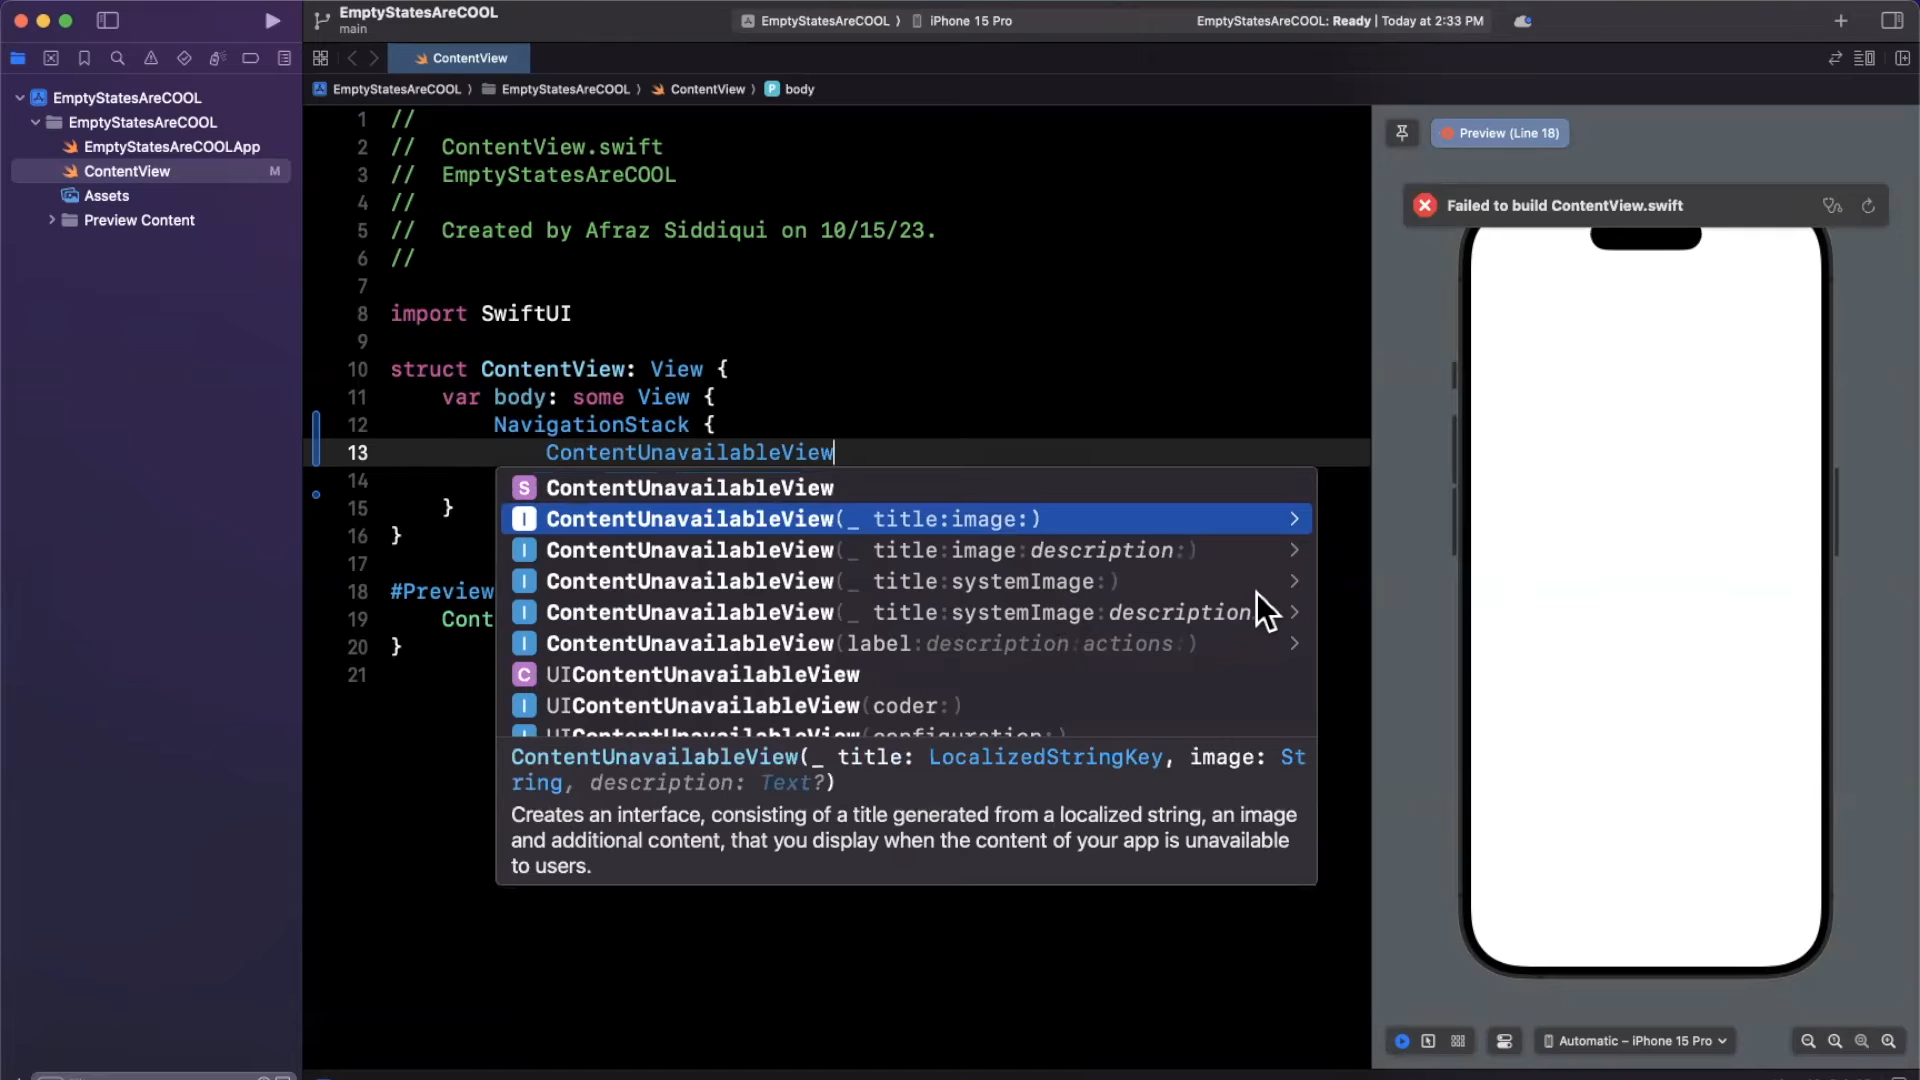 EmptyStatesAreCOOL
main
EmptyStatesAreCOOL ⟩ iPhone 15 Pro
EmptyStatesAreCOOL: Ready | Today at 2:33 PM
ContentView
EmptyStatesAreCOOL
EmptyStatesAreCOOL
EmptyStatesAreCOOLApp
ContentView M
Assets
Preview Content
EmptyStatesAreCOOL ⟩ EmptyStatesAreCOOL ⟩ ContentView ⟩ P body
1 //
2 // ContentView.swift
3 // EmptyStatesAreCOOL
4 //
5 // Created by Afraz Siddiqui on 10/15/23.
6 //
7
8 import SwiftUI
9
10 struct ContentView: View {
11 var body: some View {
12 NavigationStack {
13 ContentUnavailableView
14
15 }
16 }
17
18 #Preview
19 Cont
20 }
21
S ContentUnavailableView
I ContentUnavailableView(_ title:image:)
I ContentUnavailableView(_ title:image:description:)
I ContentUnavailableView(_ title:systemImage:)
I ContentUnavailableView(_ title:systemImage:description
I ContentUnavailableView(label:description:actions:)
C UIContentUnavailableView
I UIContentUnavailableView(coder:)
I UIContentUnavailableView(configuration:)
ContentUnavailableView(_ title: LocalizedStringKey, image: St
ring, description: Text?)
Creates an interface, consisting of a title generated from a localized string, an image
and additional content, that you display when the content of your app is unavailable
to users.
Preview (Line 18)
Failed to build ContentView.swift
Automatic – iPhone 15 Pro